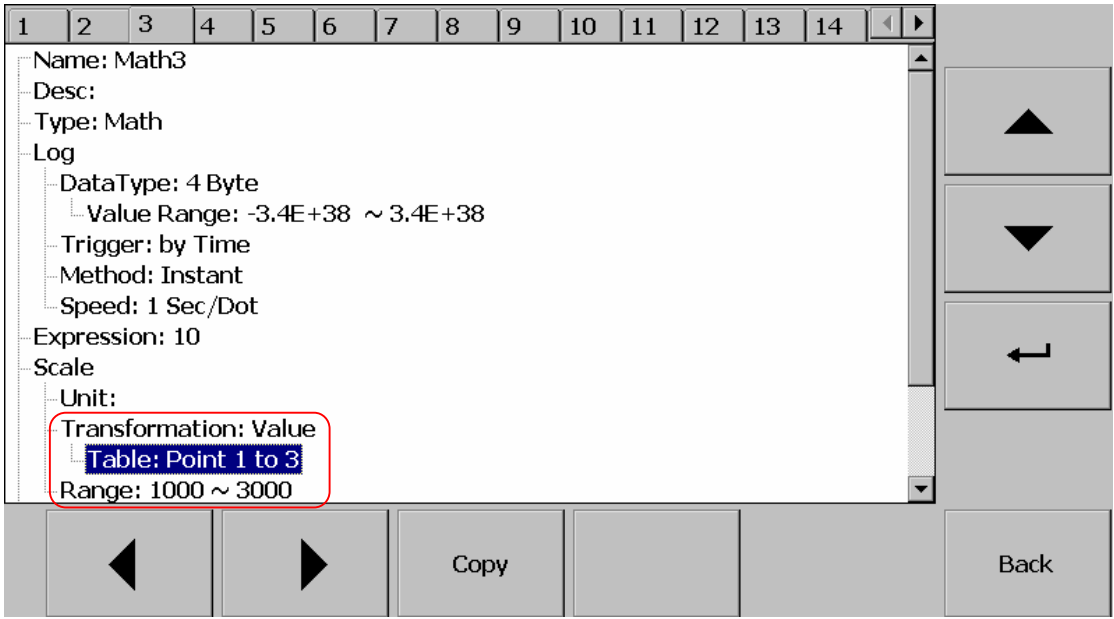 1 2 3 4 5 6 7 8 9 10 11 12 13 14
Name: Math3
Desc:
Type: Math
Log
DataType: 4 Byte
Value Range: -3.4E+38 ~ 3.4E+38
Trigger: by Time
Method: Instant
Speed: 1 Sec/Dot
Expression: 10
Scale
Unit:
Transformation: Value
Table: Point 1 to 3
Range: 1000 ~ 3000
Copy
Back